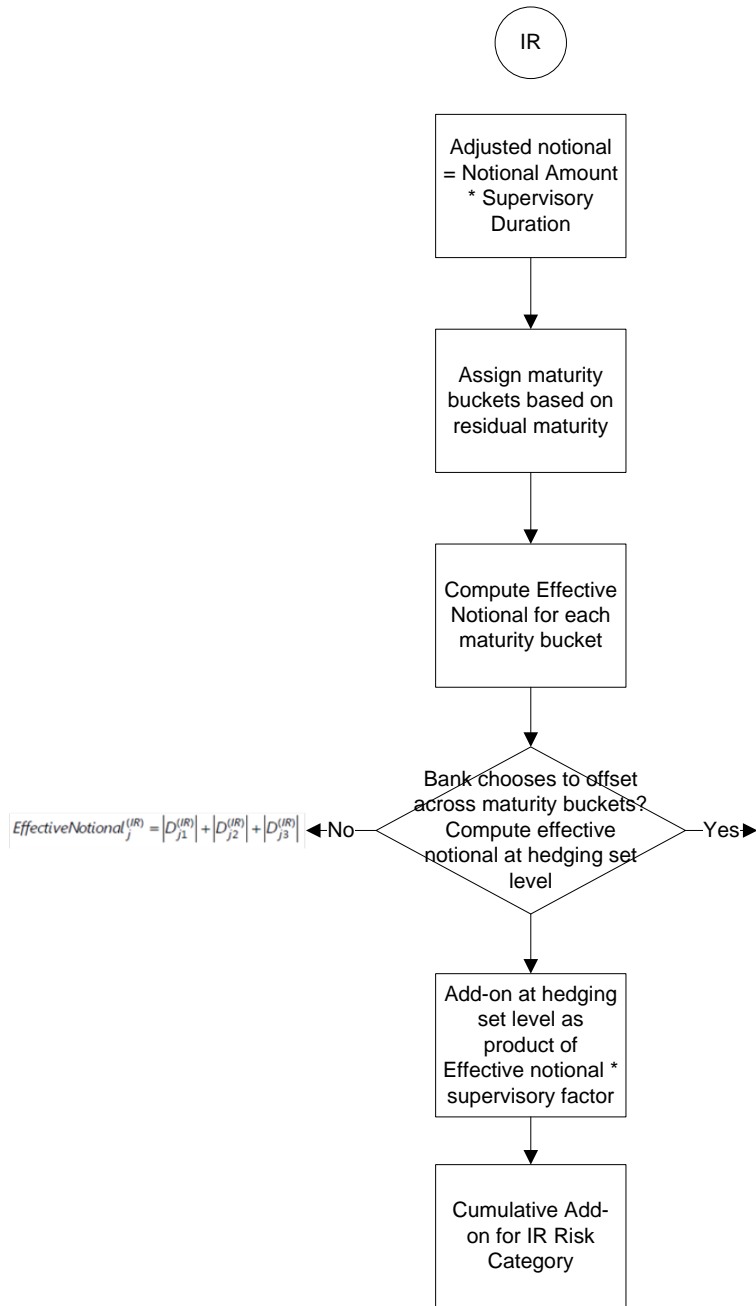 IR
Adjusted notional
= Notional Amount
* Supervisory
Duration
Assign maturity
buckets based on
residual maturity
Compute Effective
Notional for each
maturity bucket
Bank chooses to offset
across maturity buckets?
Compute effective
notional at hedging set
level
EffectiveNotional_j^(IR) = |D_j1^(IR)| + |D_j2^(IR)| + |D_j3^(IR)|
No
Yes
Add-on at hedging
set level as
product of
Effective notional *
supervisory factor
Cumulative Add-
on for IR Risk
Category